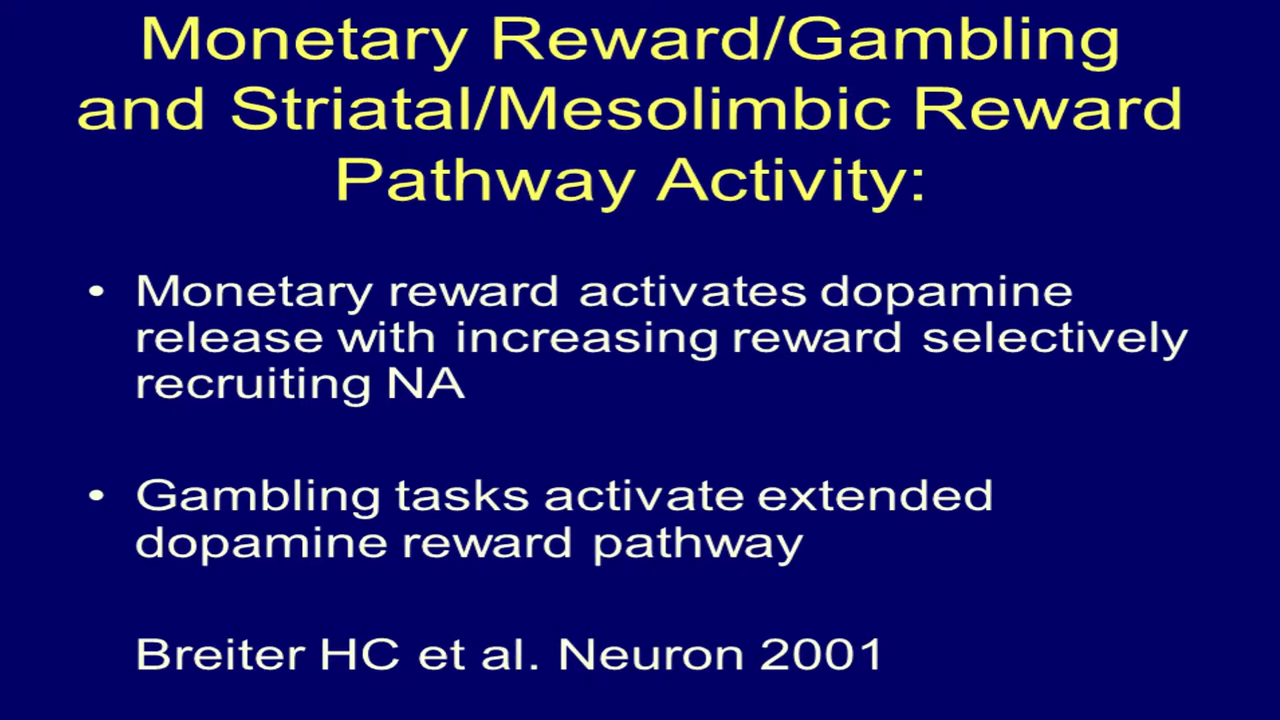 Monetary Reward/Gambling
and Striatal/Mesolimbic Reward
Pathway Activity:
• Monetary reward activates dopamine
release with increasing reward selectively
recruiting NA
• Gambling tasks activate extended
dopamine reward pathway
Breiter HC et al. Neuron 2001